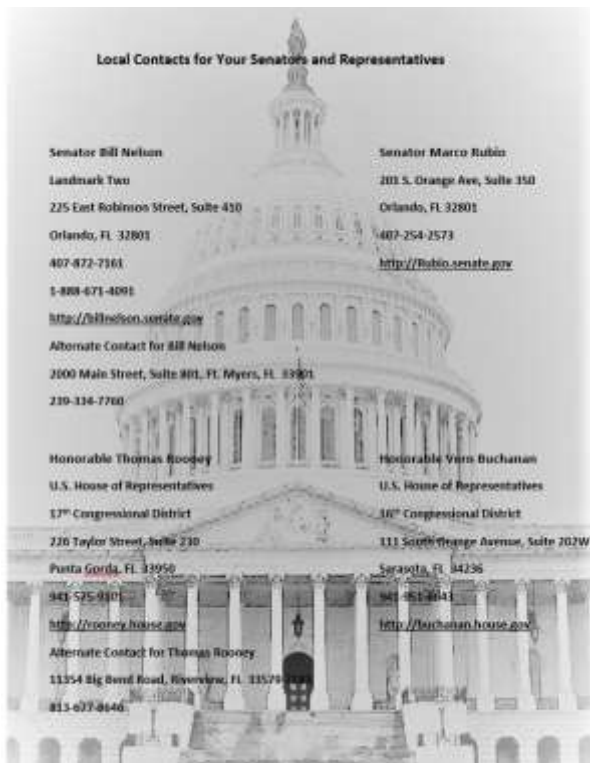 Local Contacts for Your Senators and Representatives
Senator Bill Nelson
Landmark Two
225 East Robinson Street, Suite 410
Orlando, FL 32801
407-872-7161
1-888-671-4091
http://billnelson.senate.gov
Alternate Contact for Bill Nelson
2000 Main Street, Suite 801, Ft. Myers, FL 33901
239-334-7760
Senator Marco Rubio
201 S. Orange Ave, Suite 350
Orlando, FL 32801
407-254-2573
http://Rubio.senate.gov
Honorable Thomas Rooney
U.S. House of Representatives
17th Congressional District
226 Taylor Street, Suite 230
Punta Gorda, FL 33950
941-575-9101
http://rooney.house.gov
Alternate Contact for Thomas Rooney
11354 Big Bend Road, Riverview, FL 33579
813-677-8646
Honorable Vern Buchanan
U.S. House of Representatives
16th Congressional District
111 South Orange Avenue, Suite 202W
Sarasota, FL 34236
941-951-6643
http://buchanan.house.gov